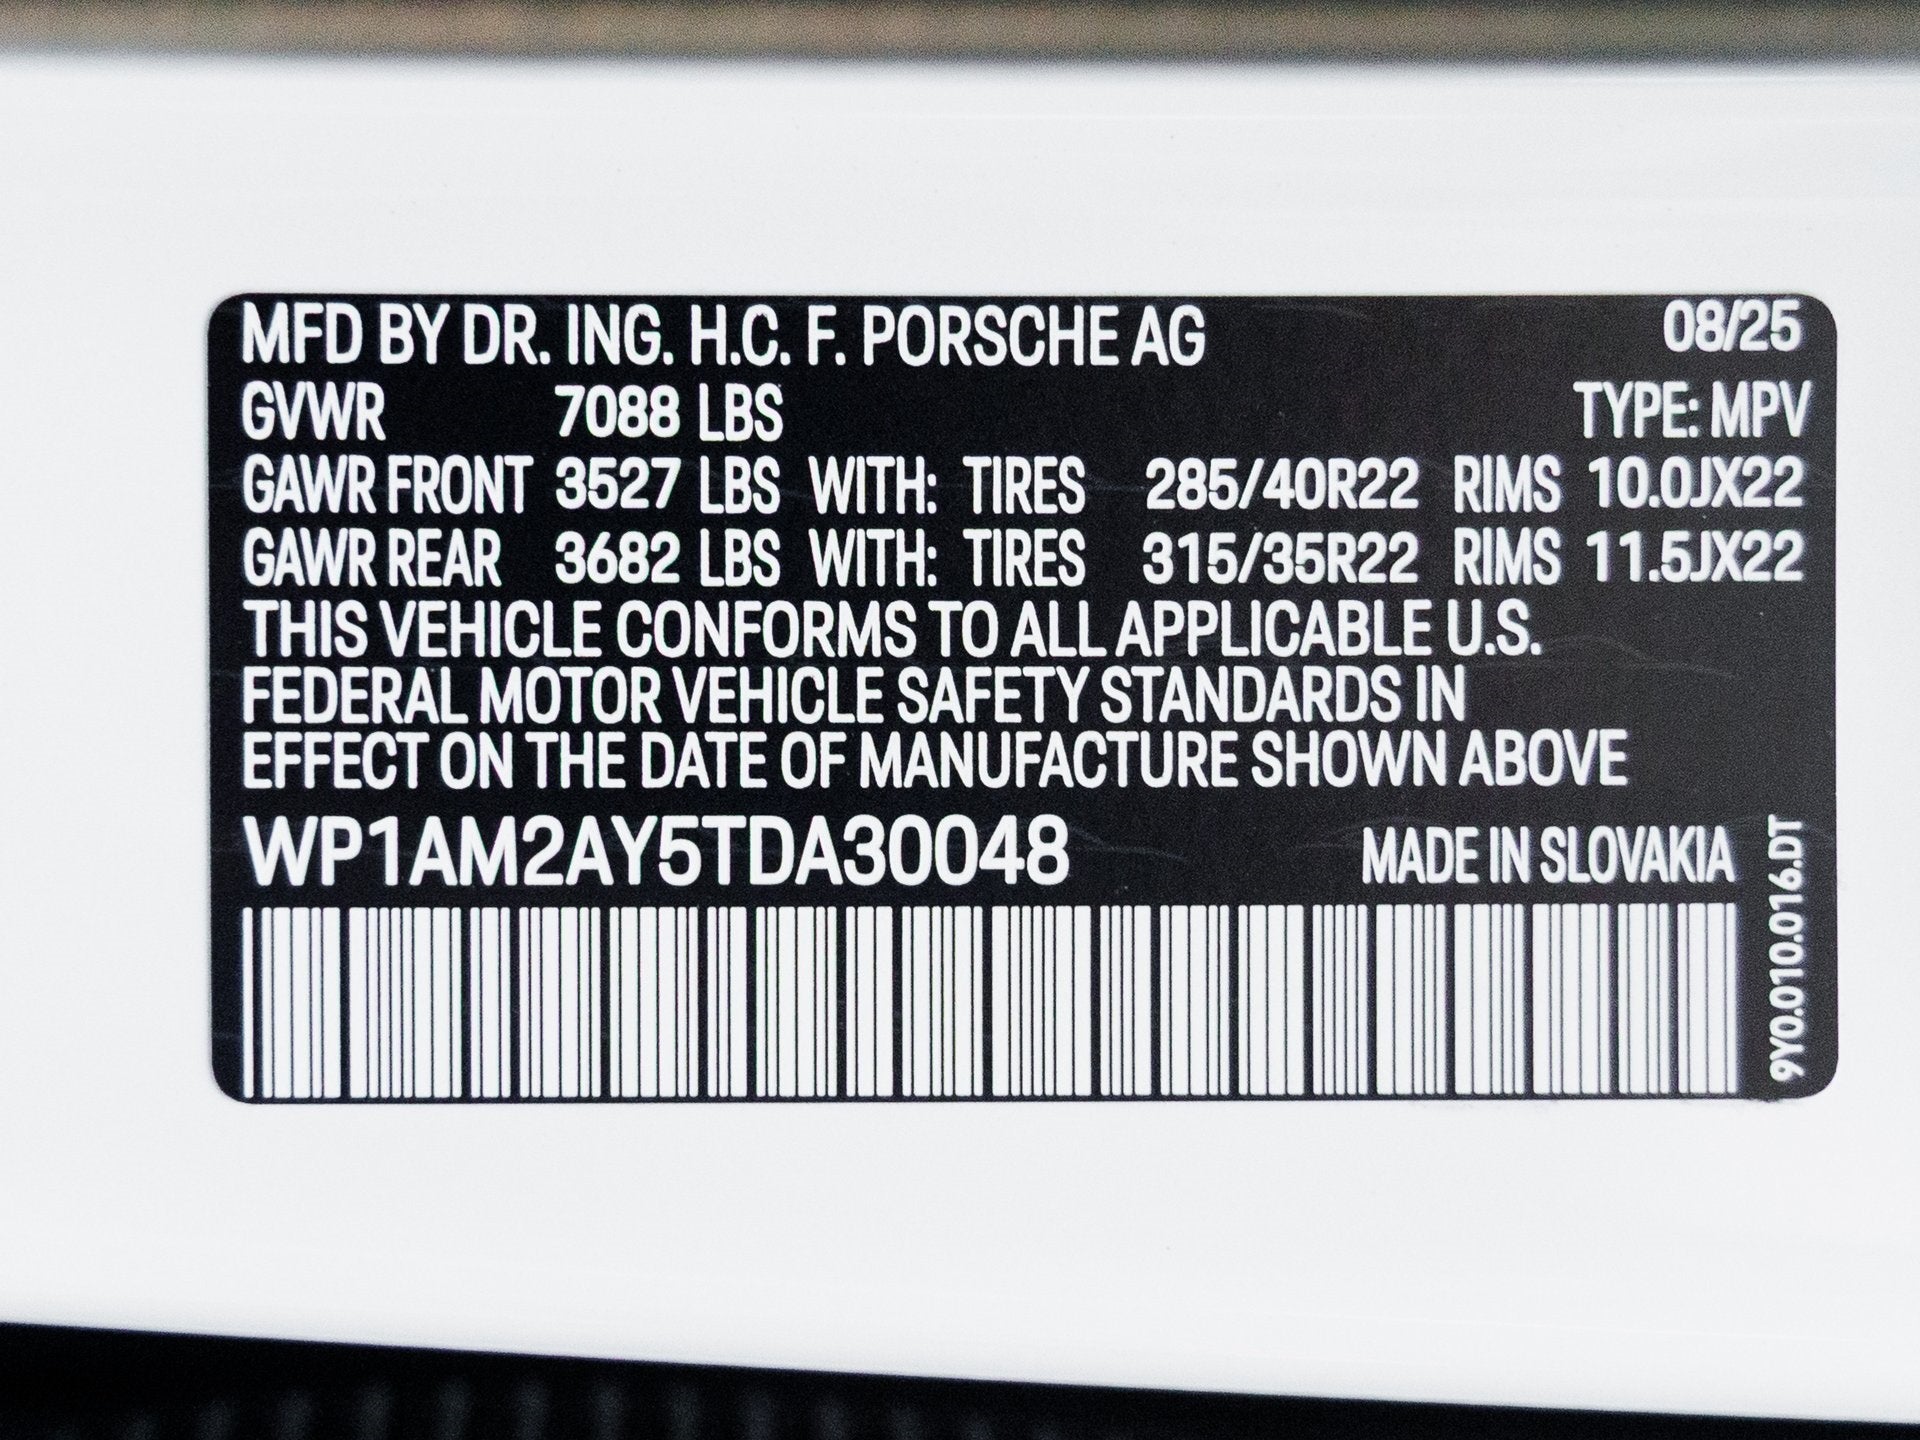 MFD BY DR. ING. H.C. F. PORSCHE AG 08/25
GVWR 7088 LBS TYPE: MPV
GAWR FRONT 3527 LBS WITH: TIRES 285/40R22 RIMS 10.0JX22
GAWR REAR 3682 LBS WITH: TIRES 315/35R22 RIMS 11.5JX22
THIS VEHICLE CONFORMS TO ALL APPLICABLE U.S.
FEDERAL MOTOR VEHICLE SAFETY STANDARDS IN
EFFECT ON THE DATE OF MANUFACTURE SHOWN ABOVE
WP1AM2AY5TDA30048 MADE IN SLOVAKIA
9Y0.010.016.DT